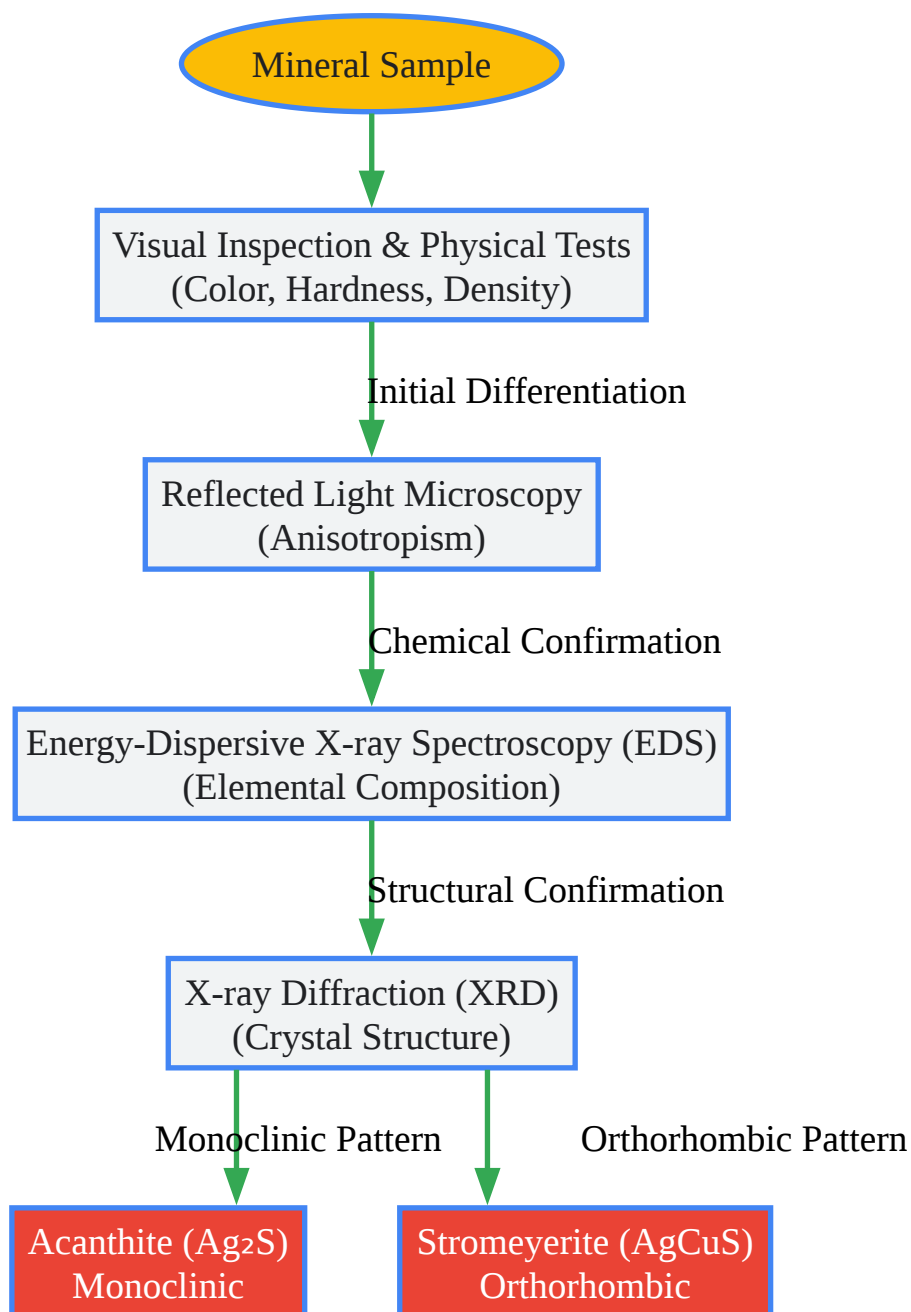 Mineral Sample
Visual Inspection & Physical Tests
(Color, Hardness, Density)
Initial Differentiation
Reflected Light Microscopy
(Anisotropism)
Chemical Confirmation
Energy-Dispersive X-ray Spectroscopy (EDS)
(Elemental Composition)
Structural Confirmation
X-ray Diffraction (XRD)
(Crystal Structure)
Monoclinic Pattern
Orthorhombic Pattern
Acanthite (Ag₂S)
Monoclinic
Stromeyerite (AgCuS)
Orthorhombic